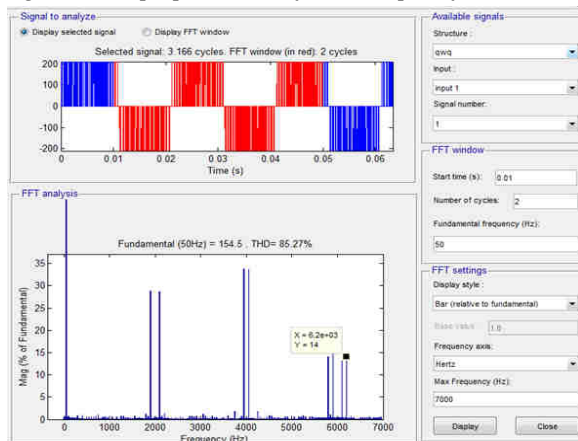 Signal to analyze
Display selected signal
Display FFT window
Selected signal: 3.166 cycles. FFT window (in red): 2 cycles
200
100
0
-100
-200
0
0.01
0.02
0.03
0.04
0.05
0.06
Time (s)
FFT analysis
Fundamental (50Hz) = 154.5 , THD= 85.27%
Mag (% of Fundamental)
35
30
25
20
15
10
5
0
X = 6.2e+03
Y = 14
0
1000
2000
3000
4000
5000
6000
7000
Frequency (Hz)
Available signals
Structure :
qwq
Input :
input 1
Signal number:
1
FFT window
Start time (s):
0.01
Number of cycles:
2
Fundamental frequency (Hz):
50
FFT settings
Display style :
Bar (relative to fundamental)
Base value:
1.0
Frequency axis:
Hertz
Max Frequency (Hz):
7000
Display
Close